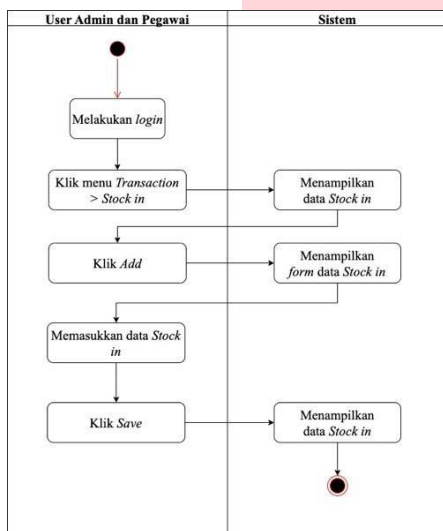 User Admin dan Pegawai
Sistem
Melakukan login
Klik menu Transaction
> Stock in
Menampilkan
data Stock in
Klik Add
Menampilkan
form data Stock in
Memasukkan data Stock
in
Klik Save
Menampilkan
data Stock in